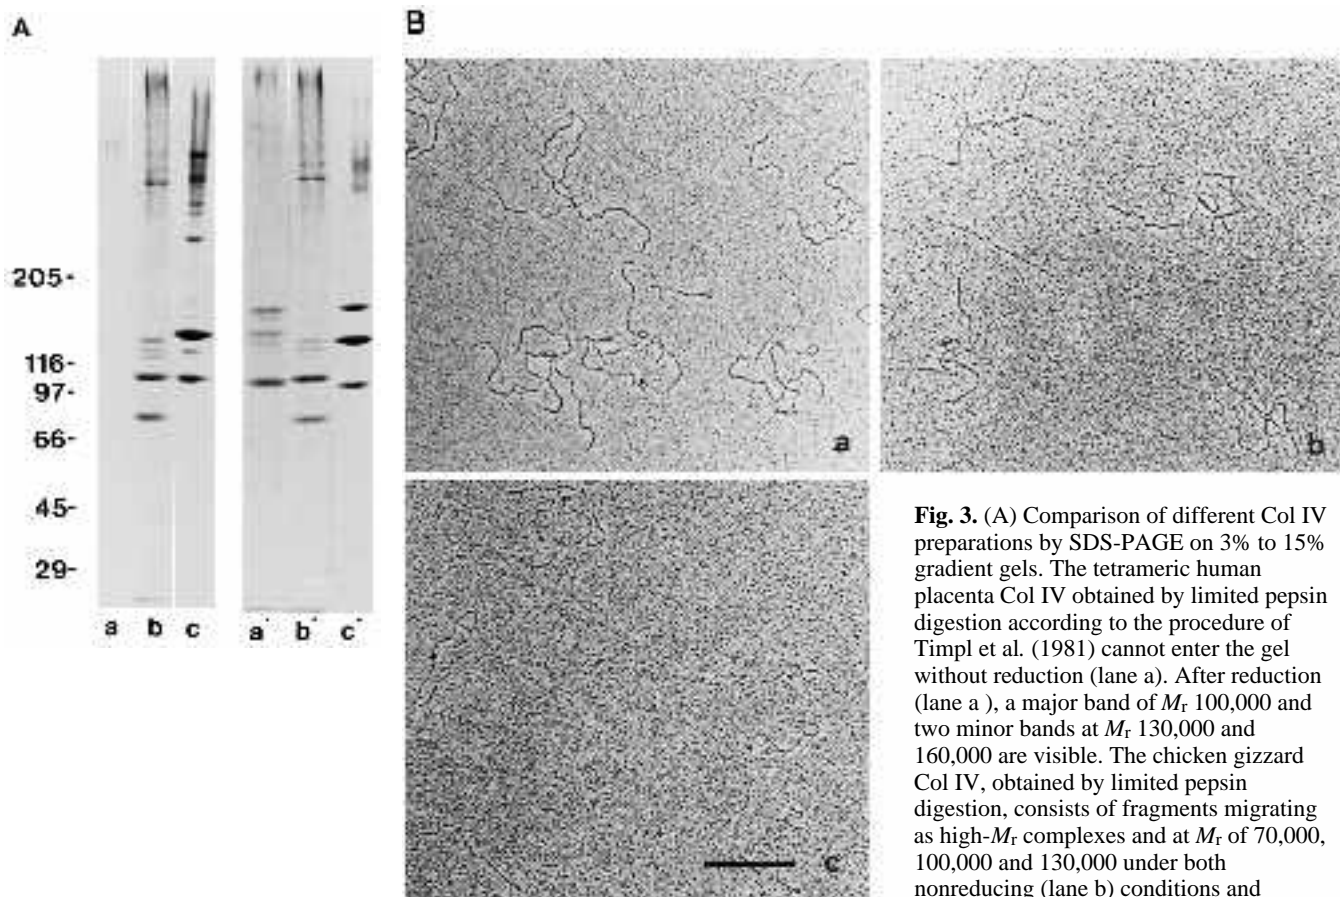 A
B
205-
116-
97-
66-
45-
29-
a b c a´ b´ c´
a
b
c
Fig. 3. (A) Comparison of different Col IV
preparations by SDS-PAGE on 3% to 15%
gradient gels. The tetrameric human
placenta Col IV obtained by limited pepsin
digestion according to the procedure of
Timpl et al. (1981) cannot enter the gel
without reduction (lane a). After reduction
(lane a ), a major band of Mr 100,000 and
two minor bands at Mr 130,000 and
160,000 are visible. The chicken gizzard
Col IV, obtained by limited pepsin
digestion, consists of fragments migrating
as high-Mr complexes and at Mr of 70,000,
100,000 and 130,000 under both
nonreducing (lane b) conditions and